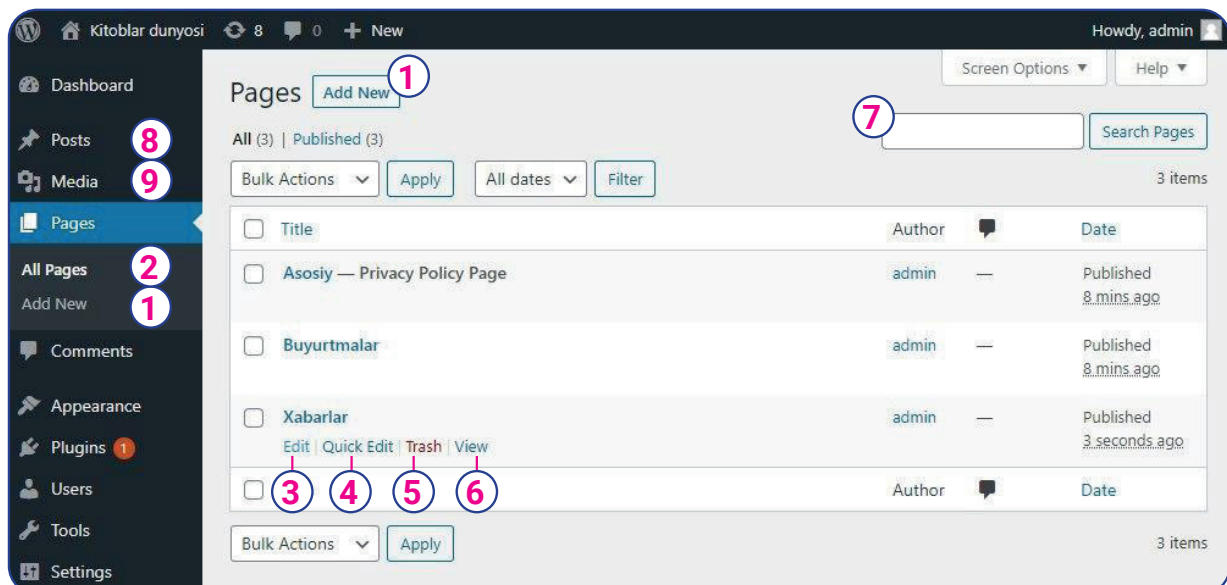 Kitoblar dunyosi 8 0 + New Howdy, admin
Dashboard
Posts 8
Media 9
Pages
All Pages 2
Add New 1
Comments
Appearance
Plugins 1
Users
Tools
Settings
Screen Options ▼ Help ▼
Pages Add New 1
All (3) | Published (3)
7 Search Pages
Bulk Actions Apply All dates Filter 3 items
Title Author Date
Asosiy — Privacy Policy Page admin — Published
8 mins ago
Buyurtmalar admin — Published
8 mins ago
Xabarlar admin — Published
Edit | Quick Edit | Trash | View 3 seconds ago
3 4 5 6 Author Date
Bulk Actions Apply 3 items